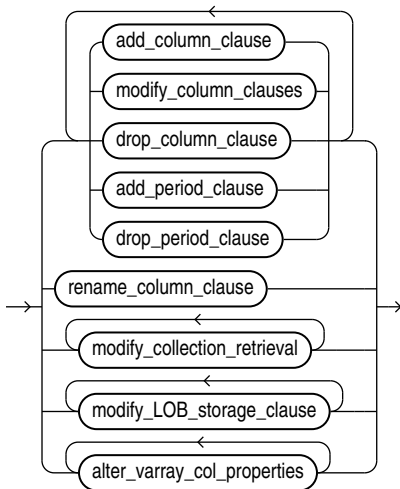 add_column_clause
modify_column_clauses
drop_column_clause
add_period_clause
drop_period_clause
rename_column_clause
modify_collection_retrieval
modify_LOB_storage_clause
alter_varray_col_properties